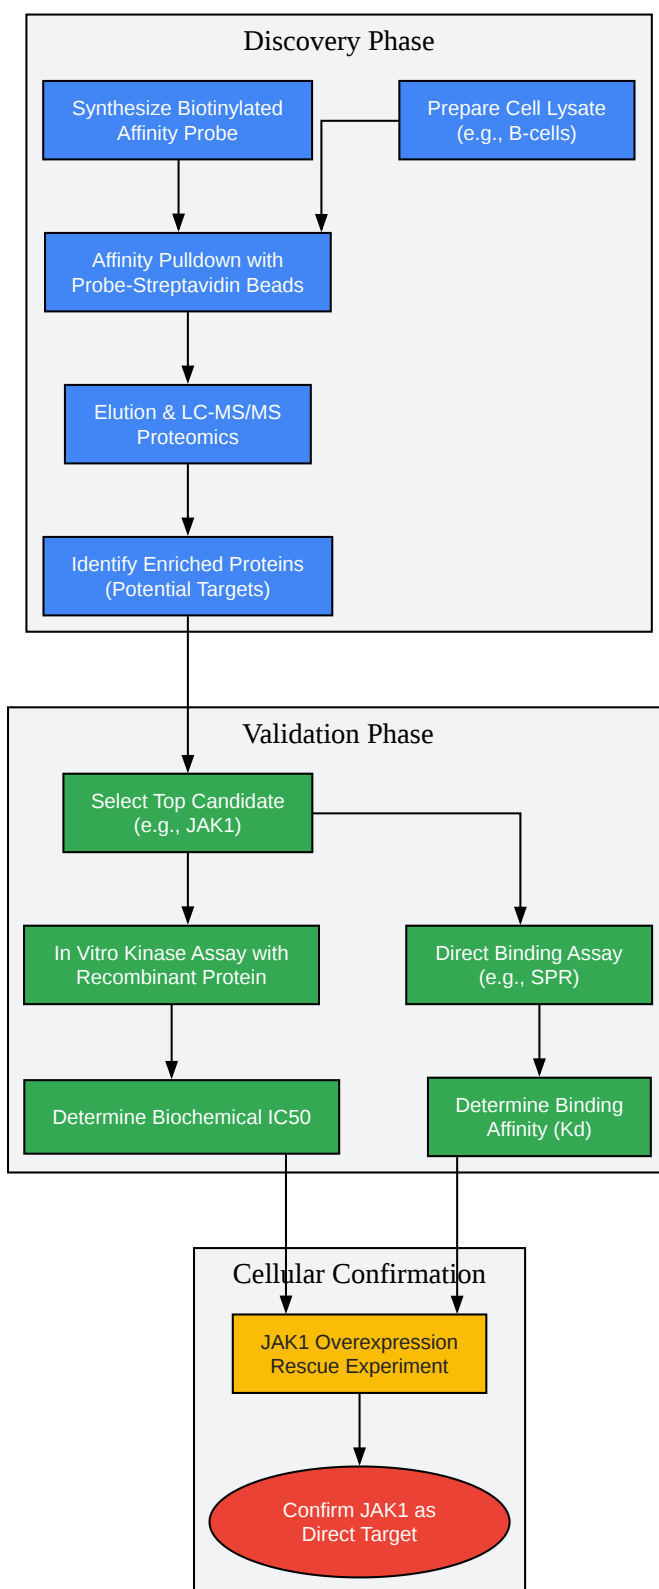 Discovery Phase
Synthesize Biotinylated
Affinity Probe
Prepare Cell Lysate
(e.g., B-cells)
Affinity Pulldown with
Probe-Streptavidin Beads
Elution & LC-MS/MS
Proteomics
Identify Enriched Proteins
(Potential Targets)
Validation Phase
Select Top Candidate
(e.g., JAK1)
In Vitro Kinase Assay with
Recombinant Protein
Direct Binding Assay
(e.g., SPR)
Determine Biochemical IC50
Determine Binding
Affinity (Kd)
Cellular Confirmation
JAK1 Overexpression
Rescue Experiment
Confirm JAK1 as
Direct Target